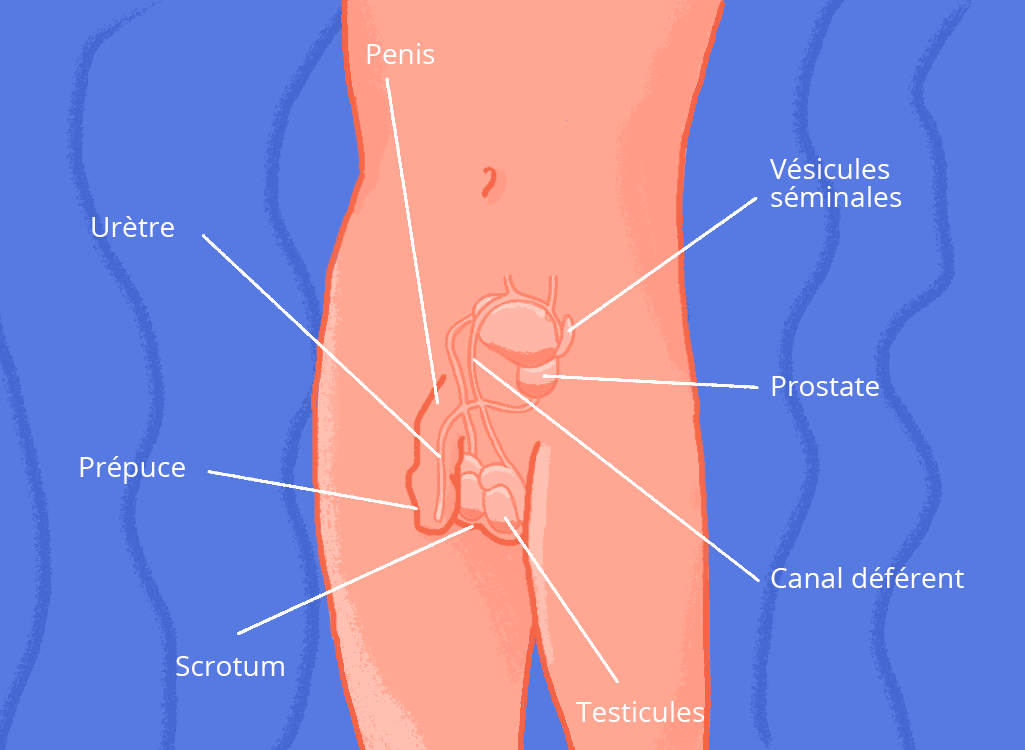 Penis
Vésicules
séminales
Urètre
Prostate
Prépuce
Canal déférent
Scrotum
Testicules